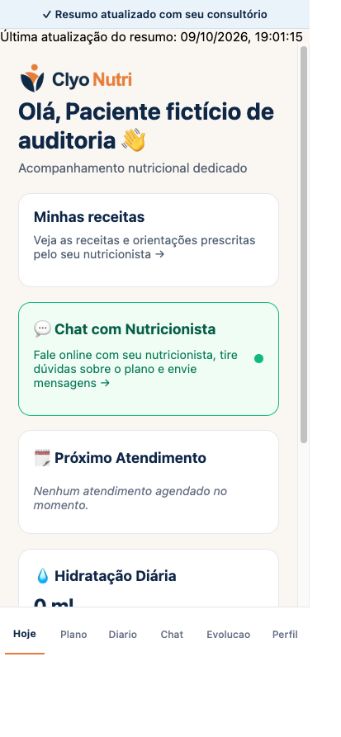 ✓ Resumo atualizado com seu consultório
Última atualização do resumo: 09/10/2026, 19:01:15
Clyo Nutri
Olá, Paciente fictício de
auditoria 👋
Acompanhamento nutricional dedicado
Minhas receitas
Veja as receitas e orientações prescritas
pelo seu nutricionista →
💬 Chat com Nutricionista
Fale online com seu nutricionista, tire
dúvidas sobre o plano e envie
mensagens →
🗓️ Próximo Atendimento
Nenhum atendimento agendado no
momento.
💧 Hidratação Diária
0 ml
Hoje
Plano
Diario
Chat
Evolucao
Perfil